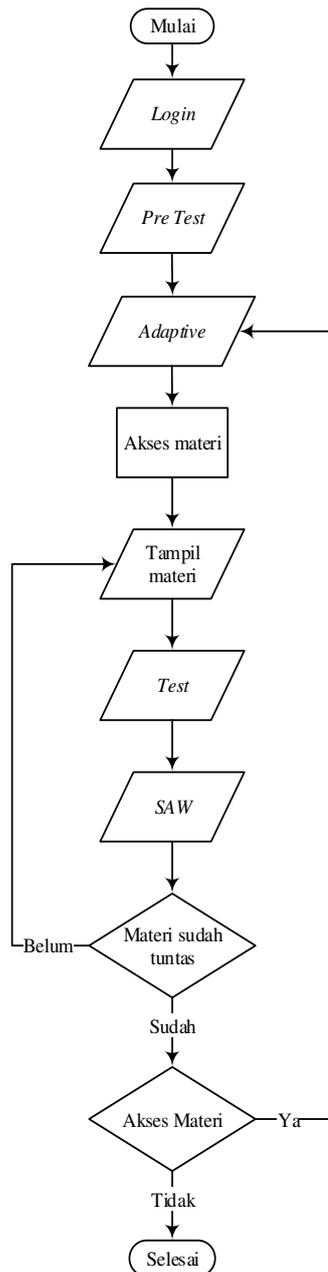 Mulai
Login
Pre Test
Adaptive
Akses materi
Tampil
materi
Test
SAW
Materi sudah
tuntas
Belum
Sudah
Akses Materi
Ya
Tidak
Selesai